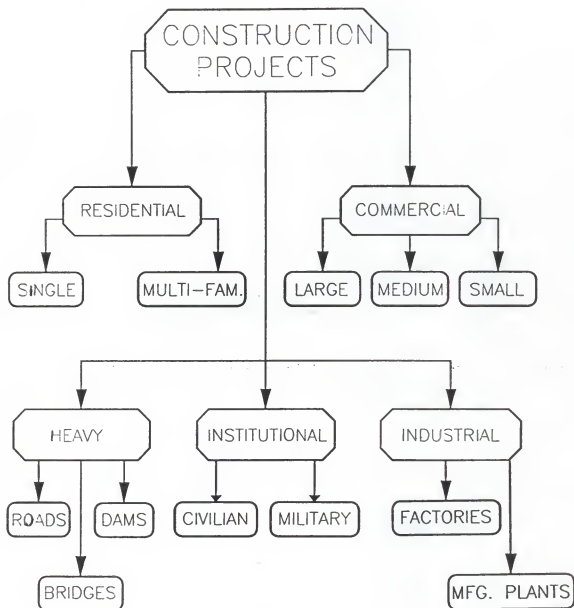 CONSTRUCTION
PROJECTS
RESIDENTIAL
COMMERCIAL
SINGLE
MULTI-FAM.
LARGE
MEDIUM
SMALL
HEAVY
INSTITUTIONAL
INDUSTRIAL
ROADS
DAMS
CIVILIAN
MILITARY
FACTORIES
BRIDGES
MFG. PLANTS